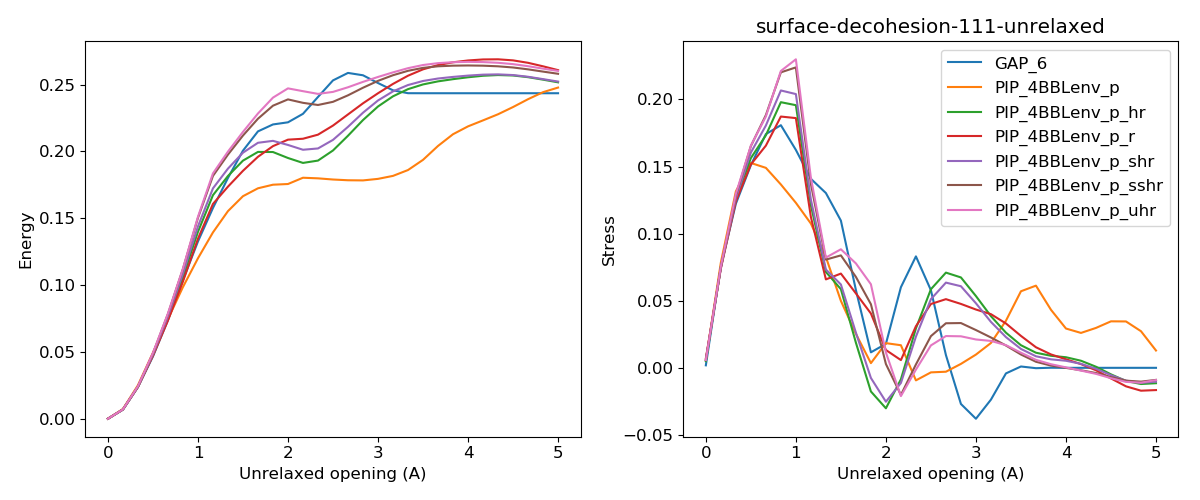 surface-decohesion-111-unrelaxed
Energy
0.25
0.20
0.15
0.10
0.05
0.00
0
1
2
3
4
5
Unrelaxed opening (A)
Stress
0.20
0.15
0.10
0.05
0.00
−0.05
0
1
2
3
4
5
Unrelaxed opening (A)
GAP_6
PIP_4BBLenv_p
PIP_4BBLenv_p_hr
PIP_4BBLenv_p_r
PIP_4BBLenv_p_shr
PIP_4BBLenv_p_sshr
PIP_4BBLenv_p_uhr